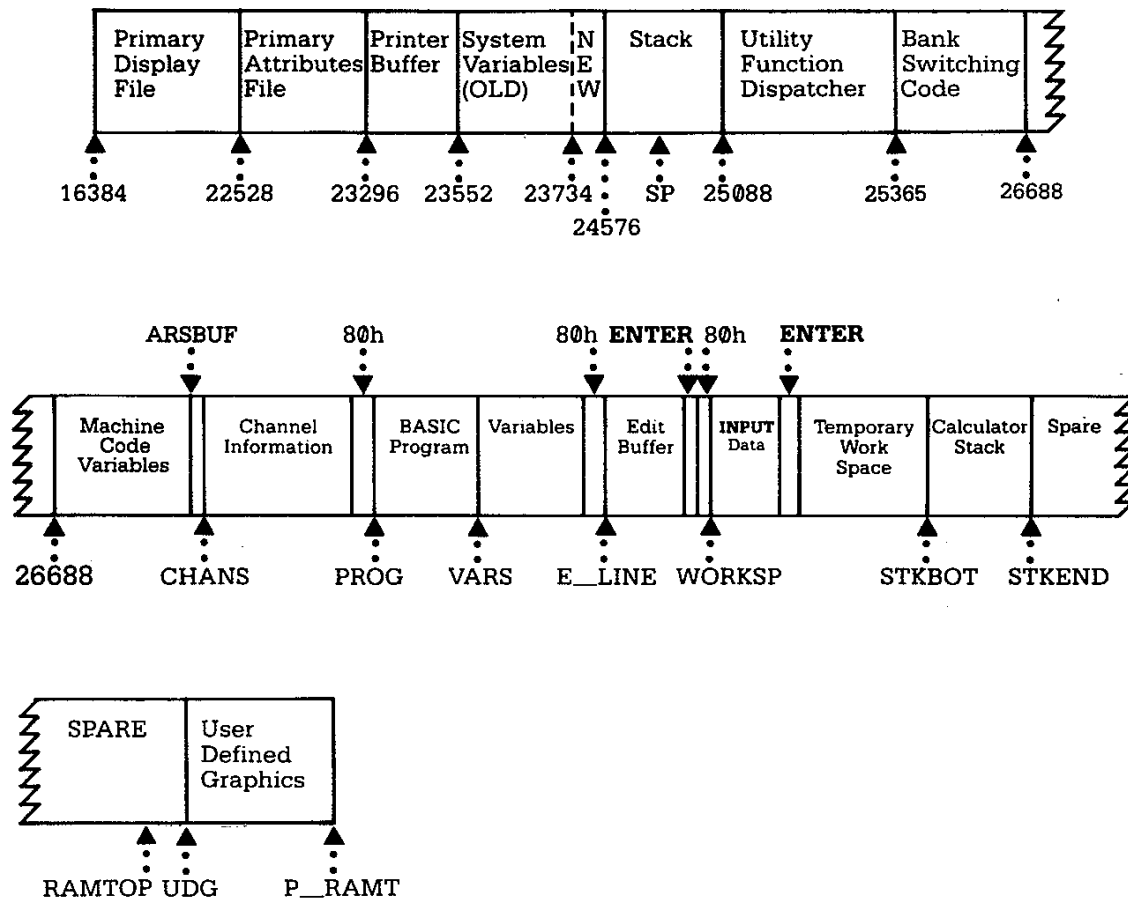 Primary Display File
Primary Attributes File
Printer Buffer
System Variables (OLD)
NEW
Stack
Utility Function Dispatcher
Bank Switching Code
16384 22528 23296 23552 23734 SP 25088 25365 26688
24576
ARSBUF 80h 80h ENTER 80h ENTER
Machine Code Variables
Channel Information
BASIC Program
Variables
Edit Buffer
INPUT Data
Temporary Work Space
Calculator Stack
Spare
26688 CHANS PROG VARS E__LINE WORKSP STKBOT STKEND
SPARE
User Defined Graphics
RAMTOP UDG P__RAMT